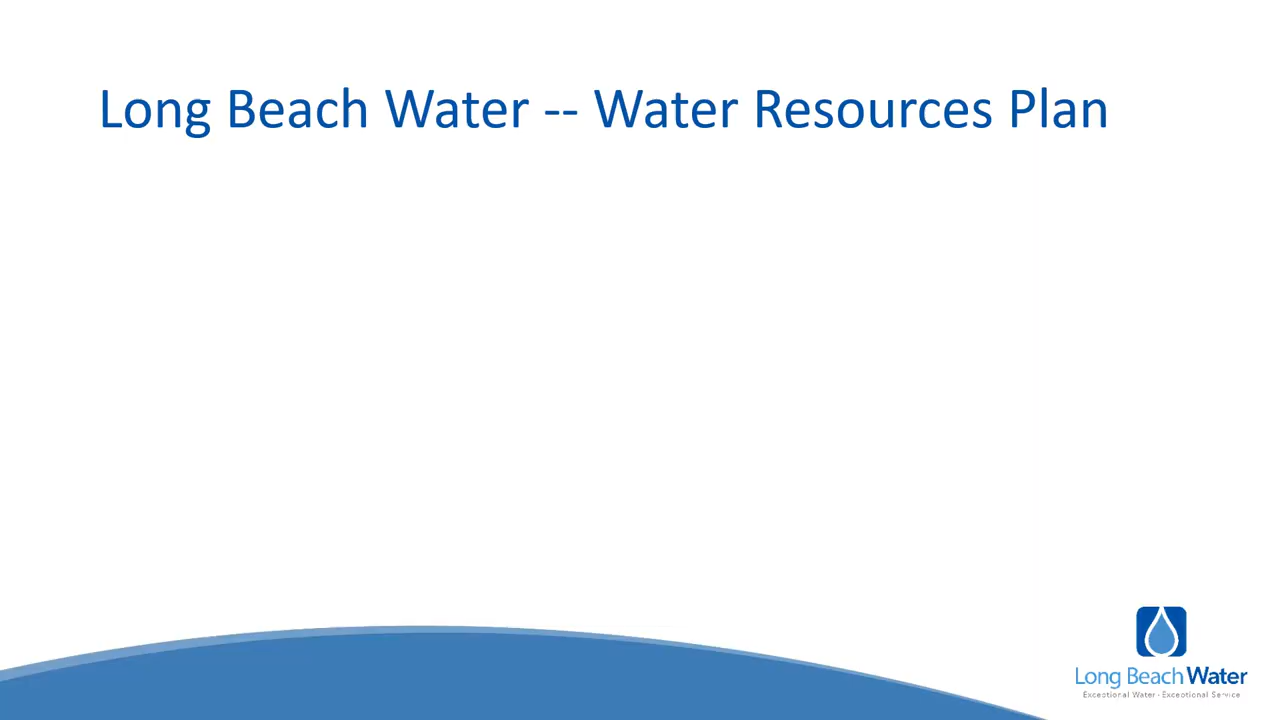 Long Beach Water -- Water Resources Plan
Long Beach Water
Exceptional Water - Exceptional Service